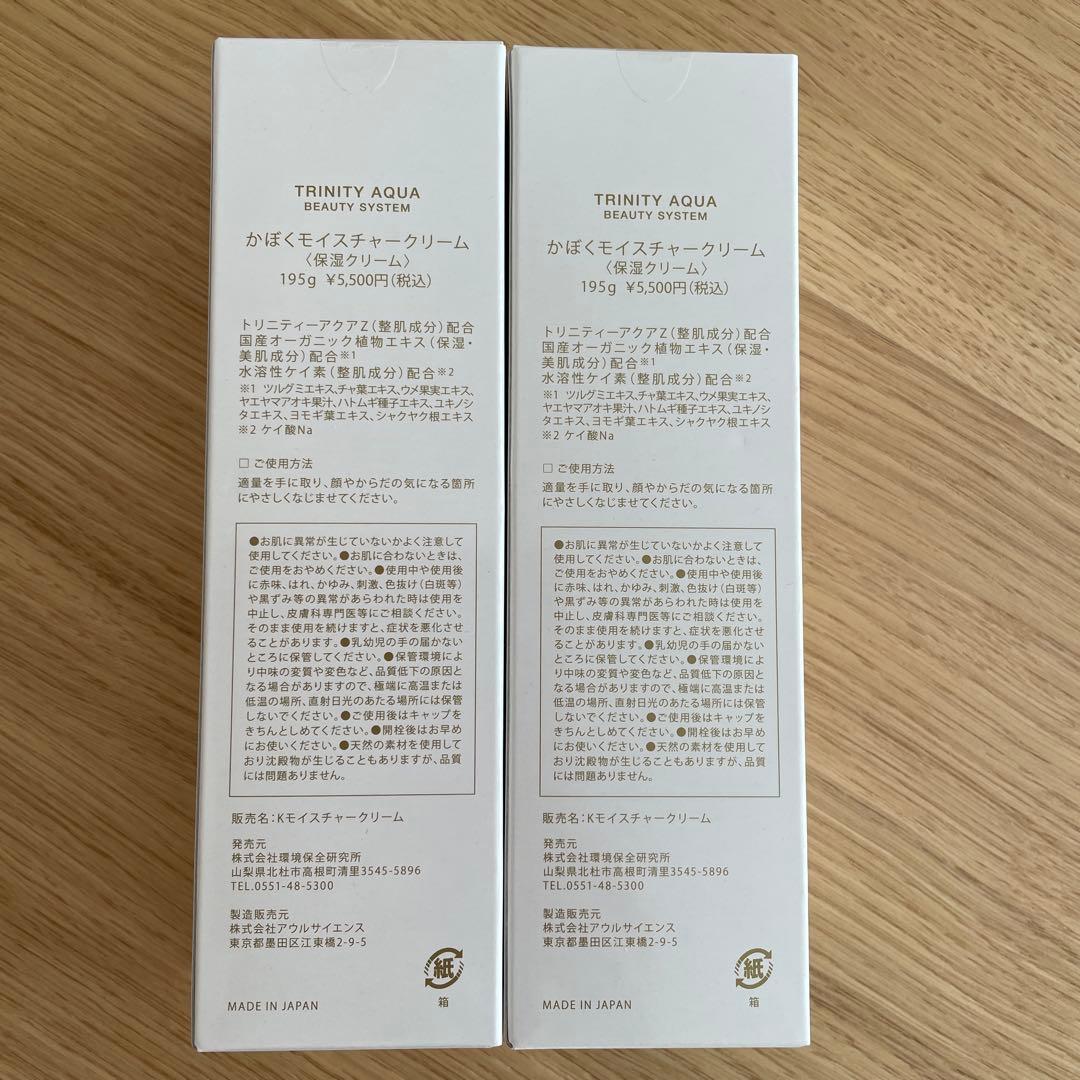 TRINITY AQUA
BEAUTY SYSTEM
かぼくモイスチャークリーム
〈保湿クリーム〉
195g ¥5,500円(税込)
トリニティーアクアZ(整肌成分)配合
国産オーガニック植物エキス(保湿・
美肌成分)配合※1
水溶性ケイ素(整肌成分)配合※2
※1 ツルグミエキス,チャ葉エキス,ウメ果実エキス,
ヤエヤマアオキ果汁,ハトムギ種子エキス、ユキノシ
タエキス、ヨモギ葉エキス、シャクヤク根エキス
※2 ケイ酸Na
□ ご使用方法
適量を手に取り、顔やからだの気になる箇所
にやさしくなじませてください。
●お肌に異常が生じていないかよく注意して
使用してください。●お肌に合わないときは、
ご使用をおやめください。●使用中や使用後
に赤味、はれ、かゆみ、刺激、色抜け(白斑等)
や黒ずみ等の異常があらわれた時は使用を
中止し、皮膚科専門医等にご相談ください。
そのまま使用を続けますと、症状を悪化させ
ることがあります。●乳幼児の手の届かない
ところに保管してください。●保管環境によ
り中味の変質や変色など、品質低下の原因と
なる場合がありますので、極端に高温または
低温の場所、直射日光のあたる場所には保管
しないでください。●ご使用後はキャップを
きちんとしめてください。●開栓後はお早め
にお使いください。●天然の素材を使用して
おり沈殿物が生じることもありますが、品質
には問題ありません。
販売名:Kモイスチャークリーム
発売元
株式会社環境保全研究所
山梨県北杜市高根町清里3545-5896
TEL.0551-48-5300
製造販売元
株式会社アウルサイエンス
東京都墨田区江東橋2-9-5
紙
箱
MADE IN JAPAN
TRINITY AQUA
BEAUTY SYSTEM
かぼくモイスチャークリーム
〈保湿クリーム〉
195g ¥5,500円(税込)
トリニティーアクアZ(整肌成分)配合
国産オーガニック植物エキス(保湿・
美肌成分)配合※1
水溶性ケイ素(整肌成分)配合※2
※1 ツルグミエキス,チャ葉エキス,ウメ果実エキス,
ヤエヤマアオキ果汁,ハトムギ種子エキス、ユキノシ
タエキス、ヨモギ葉エキス、シャクヤク根エキス
※2 ケイ酸Na
□ ご使用方法
適量を手に取り、顔やからだの気になる箇所
にやさしくなじませてください。
●お肌に異常が生じていないかよく注意して
使用してください。●お肌に合わないときは、
ご使用をおやめください。●使用中や使用後
に赤味、はれ、かゆみ、刺激、色抜け(白斑等)
や黒ずみ等の異常があらわれた時は使用を
中止し、皮膚科専門医等にご相談ください。
そのまま使用を続けますと、症状を悪化させ
ることがあります。●乳幼児の手の届かない
ところに保管してください。●保管環境によ
り中味の変質や変色など、品質低下の原因と
なる場合がありますので、極端に高温または
低温の場所、直射日光のあたる場所には保管
しないでください。●ご使用後はキャップを
きちんとしめてください。●開栓後はお早め
にお使いください。●天然の素材を使用して
おり沈殿物が生じることもありますが、品質
には問題ありません。
販売名:Kモイスチャークリーム
発売元
株式会社環境保全研究所
山梨県北杜市高根町清里3545-5896
TEL.0551-48-5300
製造販売元
株式会社アウルサイエンス
東京都墨田区江東橋2-9-5
紙
箱
MADE IN JAPAN